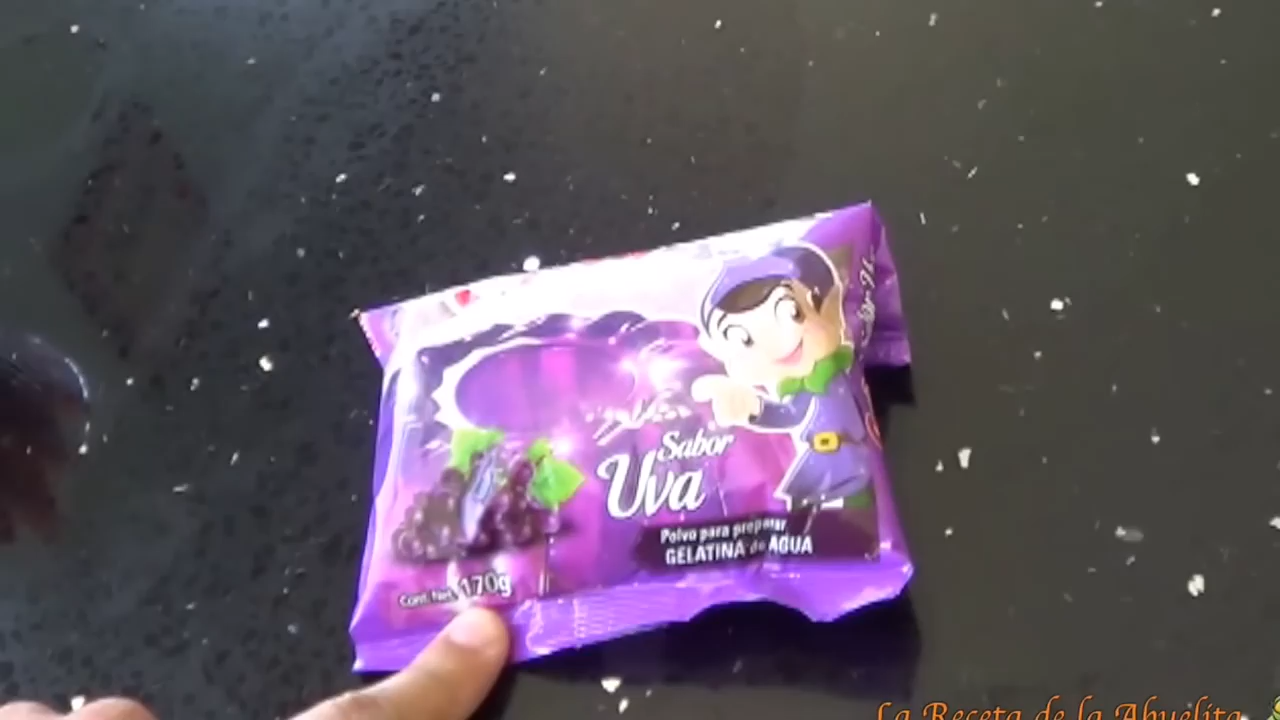 Sabor
Uva
Polvo para preparar
GELATINA de AGUA
Cont. Net. 170g
La Receta de la Abuelita